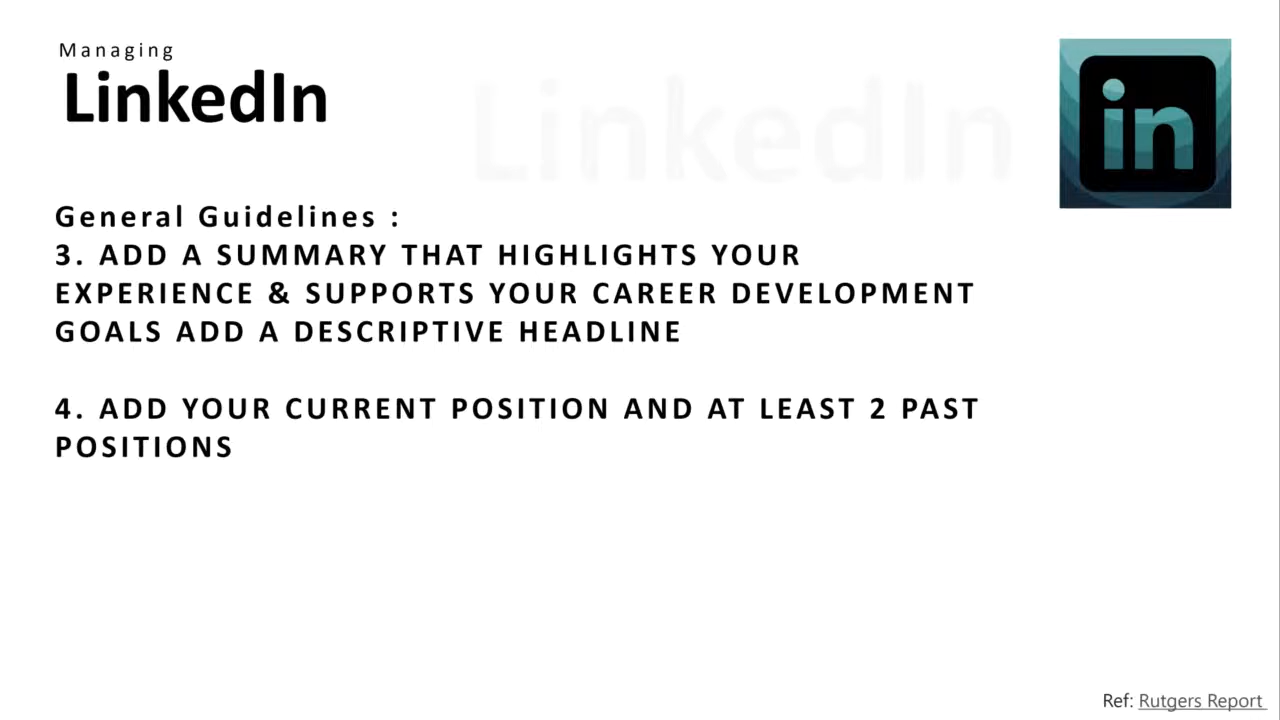 Managing
LinkedIn
LinkedIn
in
General Guidelines :
3. ADD A SUMMARY THAT HIGHLIGHTS YOUR
EXPERIENCE & SUPPORTS YOUR CAREER DEVELOPMENT
GOALS ADD A DESCRIPTIVE HEADLINE
4. ADD YOUR CURRENT POSITION AND AT LEAST 2 PAST
POSITIONS
Ref: Rutgers Report